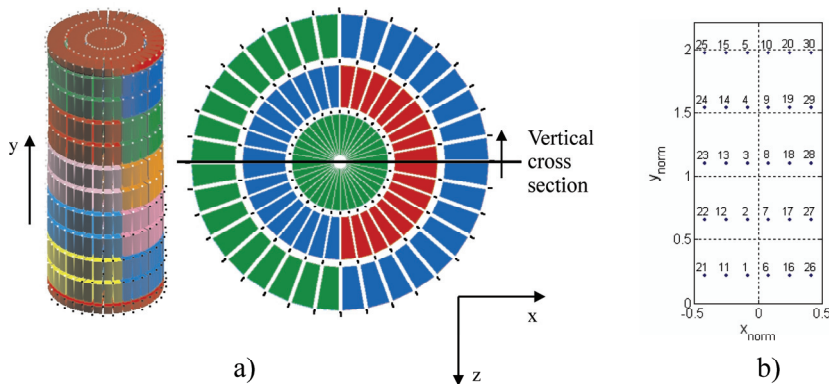 y
Vertical
cross
section
x
z
a)
2
1.5
1
0.5
0
y norm
25 15 5 10 20 30
24 14 4 9 19 29
23 13 3 8 18 28
22 12 2 7 17 27
21 11 1 6 16 26
-0.5 0 0.5
x norm
b)